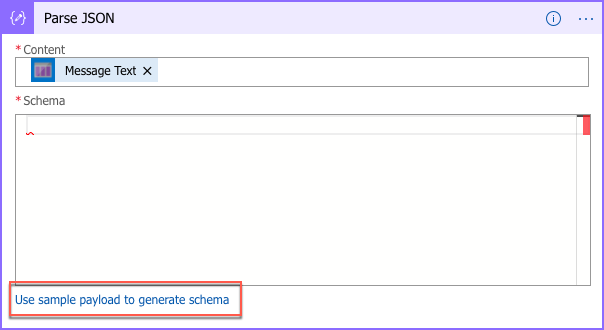 Parse JSON
* Content
Message Text ×
* Schema
Use sample payload to generate schema